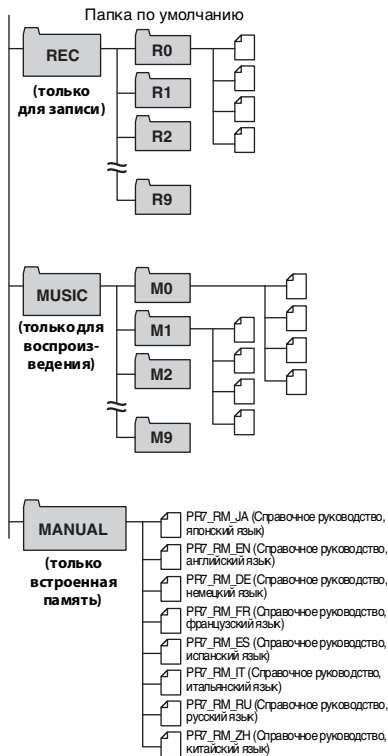 Папка по умолчанию
REC
(только
для записи)
R0
R1
R2
R9
MUSIC
(только для
воспроиз-
ведения)
M0
M1
M2
M9
MANUAL
(только
встроенная
память)
PR7_RM_JA (Справочное руководство,
японский язык)
PR7_RM_EN (Справочное руководство,
английский язык)
PR7_RM_DE (Справочное руководство,
немецкий язык)
PR7_RM_FR (Справочное руководство,
французский язык)
PR7_RM_ES (Справочное руководство,
испанский язык)
PR7_RM_IT (Справочное руководство,
итальянский язык)
PR7_RM_RU (Справочное руководство,
русский язык)
PR7_RM_ZH (Справочное руководство,
китайский язык)